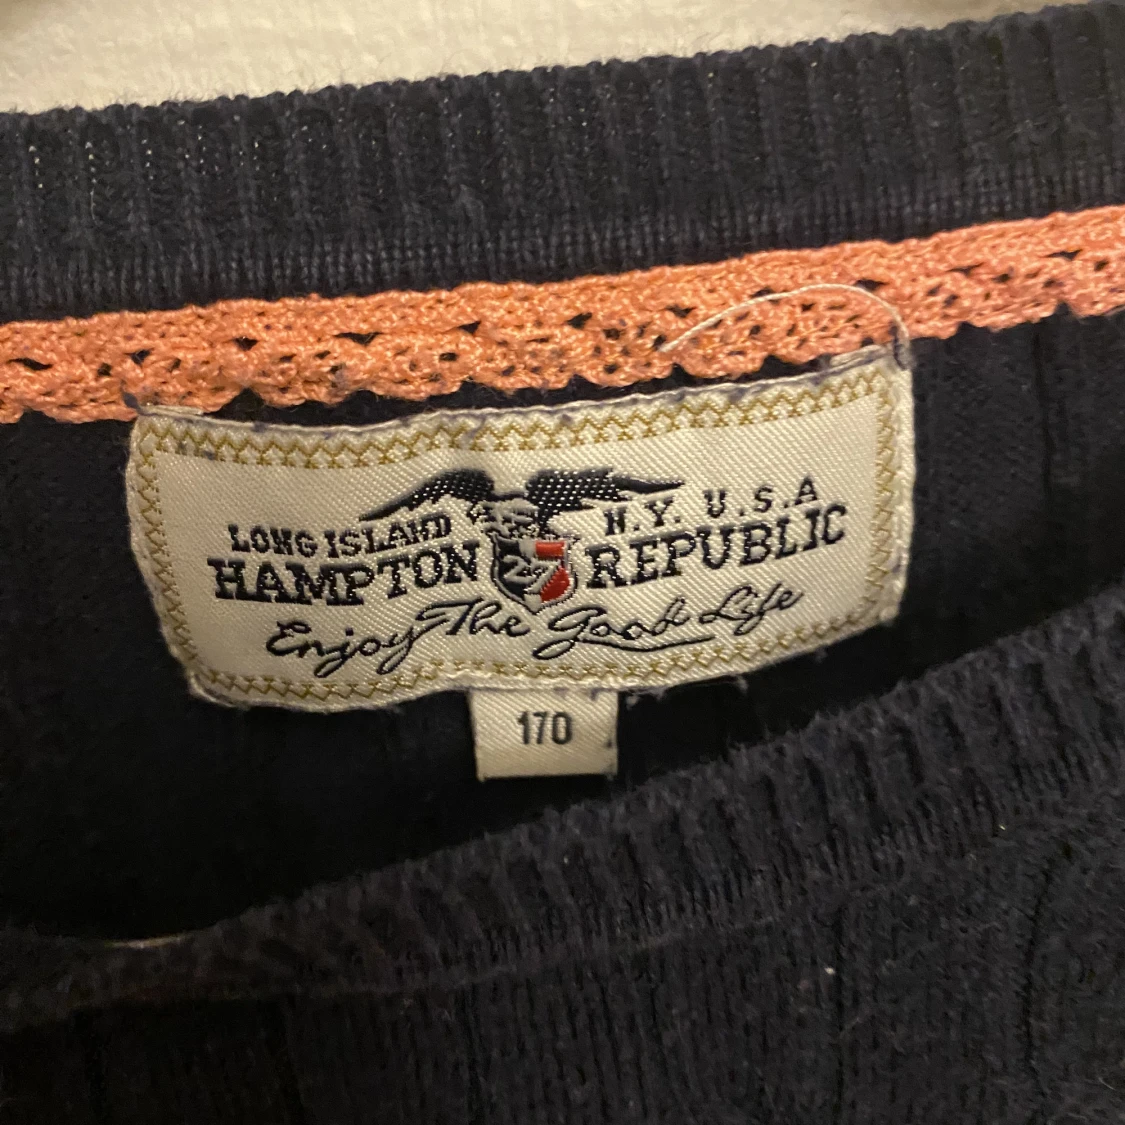 LONG ISLAND N.Y. U.S.A
HAMPTON 27 REPUBLIC
Enjoy The Good Life
170